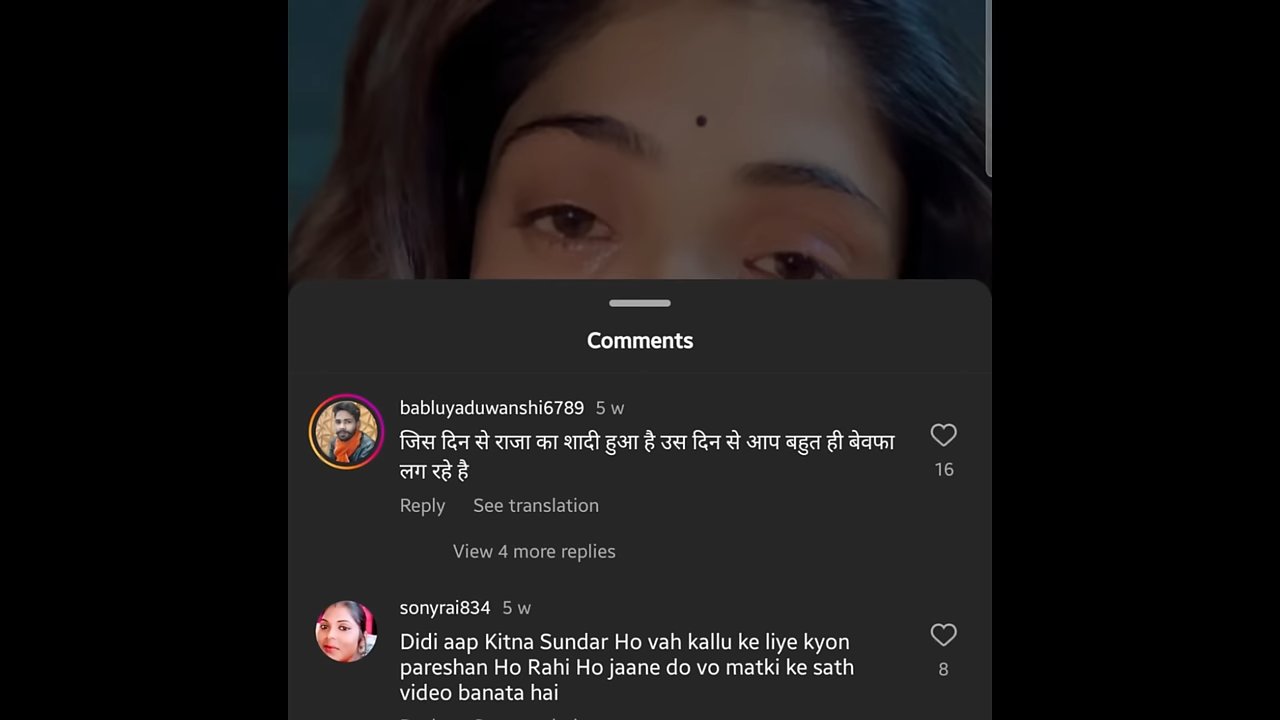 Comments
babluyaduwanshi6789 5 w
जिस दिन से राजा का शादी हुआ है उस दिन से आप बहुत ही बेवफा
लग रहे है
16
Reply See translation
View 4 more replies
sonyrai834 5 w
Didi aap Kitna Sundar Ho vah kallu ke liye kyon
pareshan Ho Rahi Ho jaane do vo matki ke sath
video banata hai
8